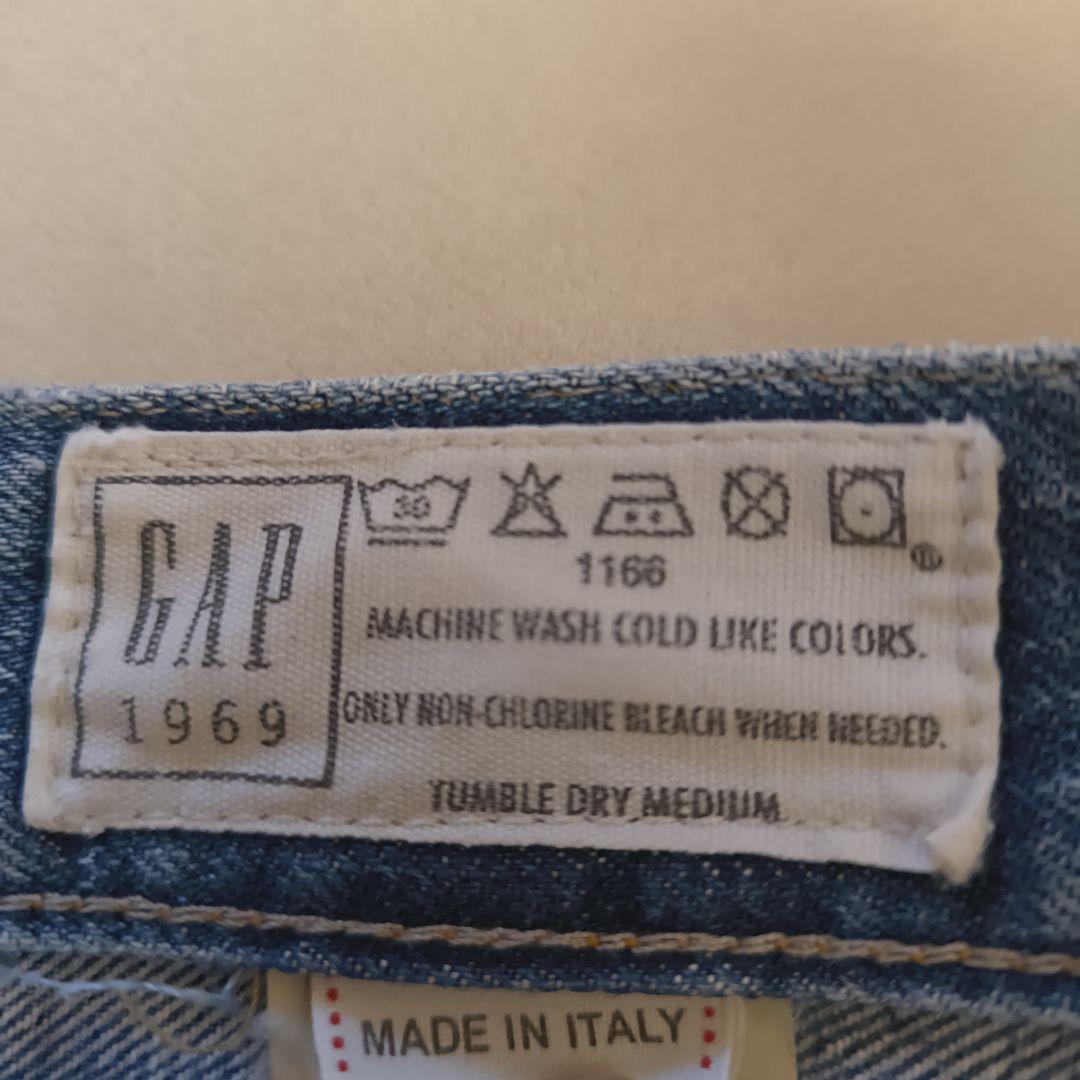 GAP
1969
30
®
1166
MACHINE WASH COLD LIKE COLORS.
ONLY NON-CHLORINE BLEACH WHEN NEEDED.
TUMBLE DRY MEDIUM
MADE IN ITALY